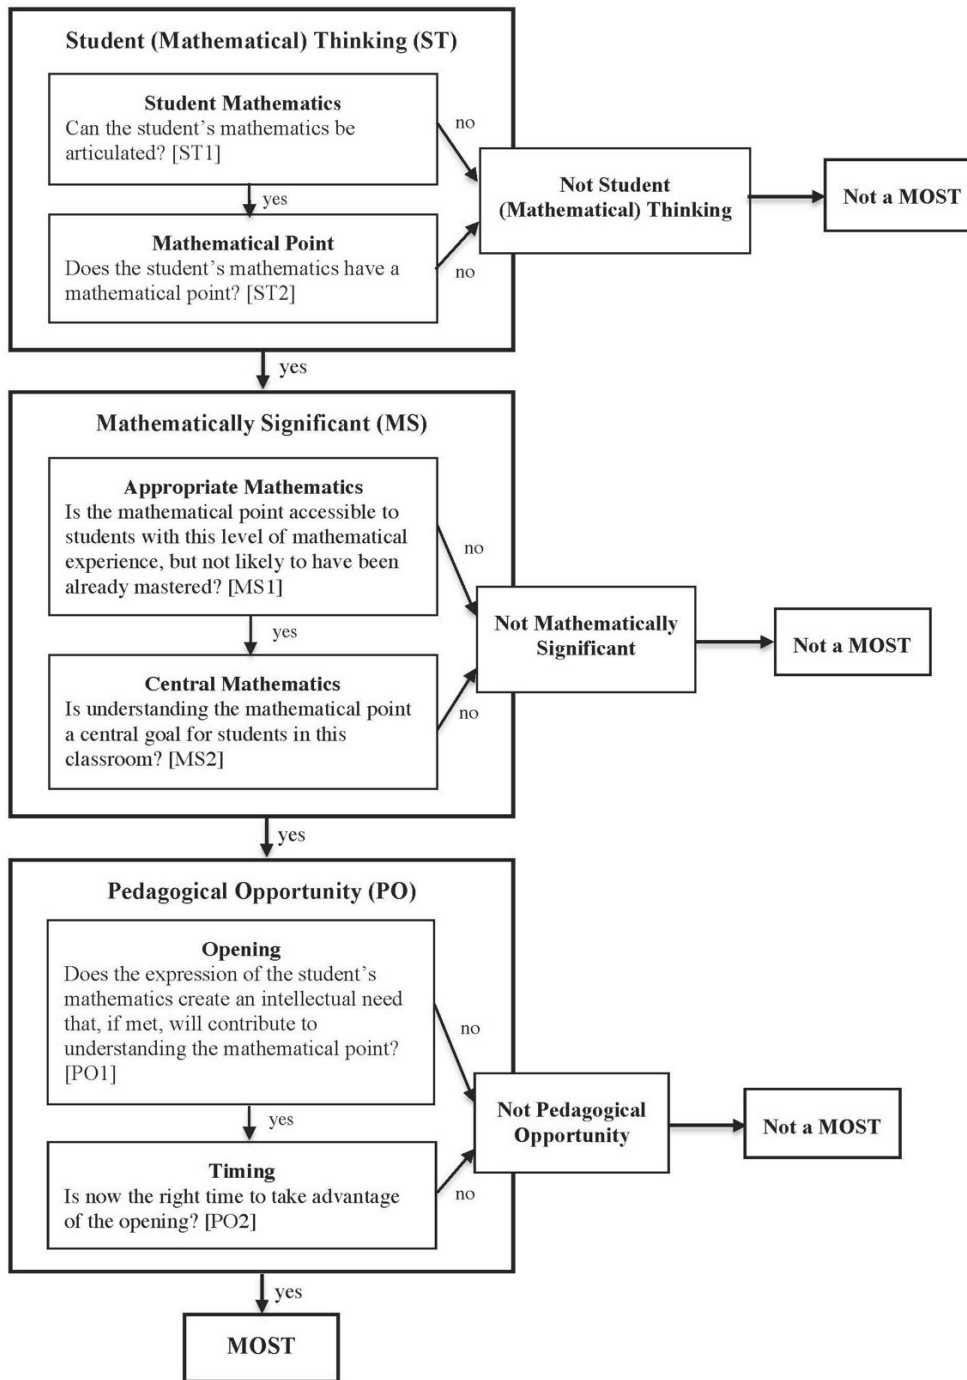 Student (Mathematical) Thinking (ST)
Student Mathematics
Can the student's mathematics be
articulated? [ST1]
no
yes
Mathematical Point
Does the student's mathematics have a
mathematical point? [ST2]
no
Not Student
(Mathematical) Thinking
Not a MOST
yes
Mathematically Significant (MS)
Appropriate Mathematics
Is the mathematical point accessible to
students with this level of mathematical
experience, but not likely to have been
already mastered? [MS1]
no
yes
Central Mathematics
Is understanding the mathematical point
a central goal for students in this
classroom? [MS2]
no
Not Mathematically
Significant
Not a MOST
yes
Pedagogical Opportunity (PO)
Opening
Does the expression of the student's
mathematics create an intellectual need
that, if met, will contribute to
understanding the mathematical point?
[PO1]
no
yes
Timing
Is now the right time to take advantage
of the opening? [PO2]
no
Not Pedagogical
Opportunity
Not a MOST
yes
MOST